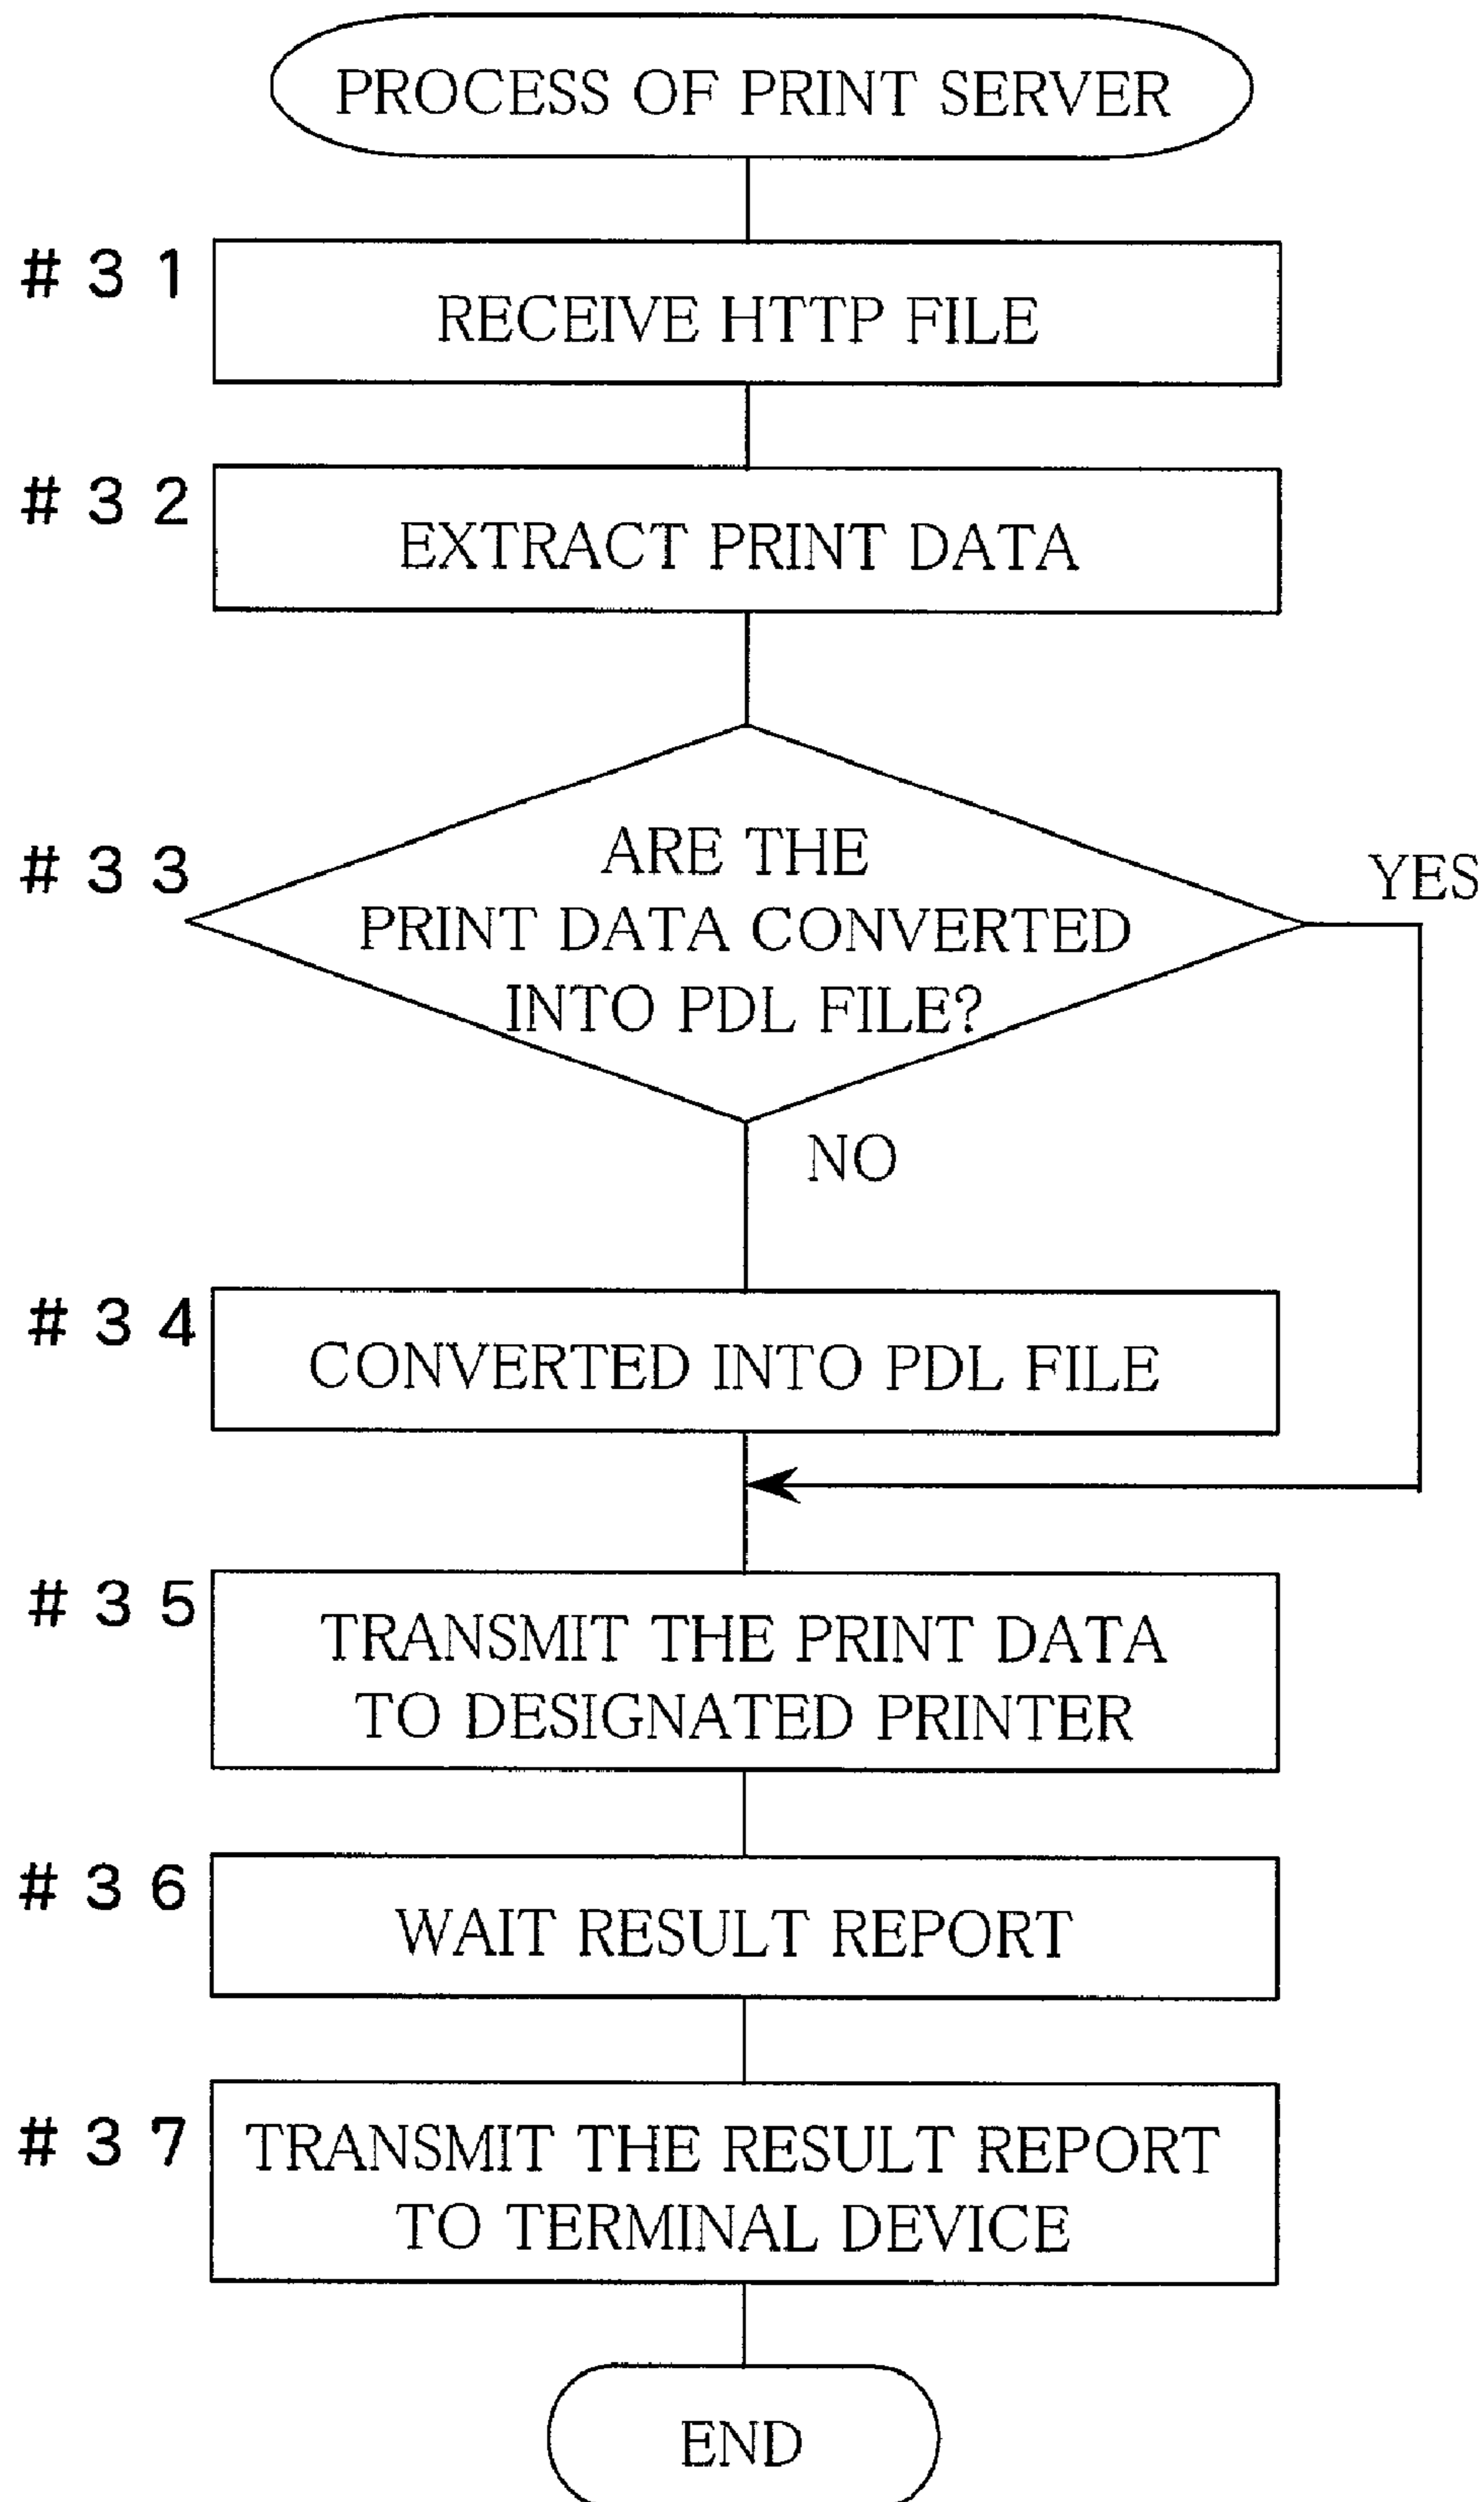 PROCESS OF PRINT SERVER
#31
RECEIVE HTTP FILE
#32
EXTRACT PRINT DATA
#33
ARE THE
PRINT DATA CONVERTED
INTO PDL FILE?
YES
NO
#34
CONVERTED INTO PDL FILE
#35
TRANSMIT THE PRINT DATA
TO DESIGNATED PRINTER
#36
WAIT RESULT REPORT
#37
TRANSMIT THE RESULT REPORT
TO TERMINAL DEVICE
END